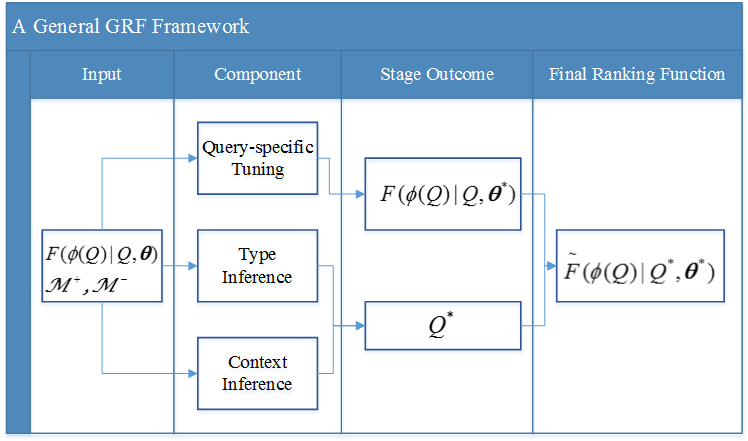 A General GRF Framework
Input
Component
Stage Outcome
Final Ranking Function
Query-specific
Tuning
F(ϕ(Q) | Q, θ*)
F(ϕ(Q) | Q, θ)
ℳ⁺, ℳ⁻
Type
Inference
F̃(ϕ(Q) | Q*, θ*)
Q*
Context
Inference